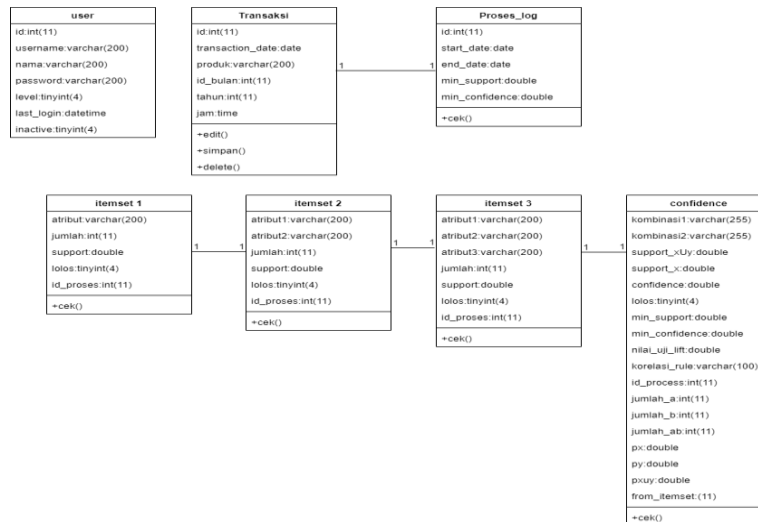 user
id:int(11)
username:varchar(200)
nama:varchar(200)
password:varchar(200)
level:tinyint(4)
last_login:datetime
inactive:tinyint(4)
Transaksi
id:int(11)
transaction_date:date
produk:varchar(200)
id_bulan:int(11)
tahun:int(11)
jam:time
+edit()
+simpan()
+delete()
1
1
Proses_log
id:int(11)
start_date:date
end_date:date
min_support:double
min_confidence:double
+cek()
itemset 1
atribut:varchar(200)
jumlah:int(11)
support:double
lolos:tinyint(4)
id_proses:int(11)
+cek()
1
1
itemset 2
atribut1:varchar(200)
atribut2:varchar(200)
jumlah:int(11)
support:double
lolos:tinyint(4)
id_proses:int(11)
+cek()
1
1
itemset 3
atribut1:varchar(200)
atribut2:varchar(200)
atribut3:varchar(200)
jumlah:int(11)
support:double
lolos:tinyint(4)
id_proses:int(11)
+cek()
1
1
confidence
kombinasi1:varchar(255)
kombinasi2:varchar(255)
support_xUy:double
support_x:double
confidence:double
lolos:tinyint(4)
min_support:double
min_confidence:double
nilai_uji_lift:double
korelasi_rule:varchar(100)
id_process:int(11)
jumlah_a:int(11)
jumlah_b:int(11)
jumlah_ab:int(11)
px:double
py:double
pxuy:double
from_itemset:(11)
+cek()